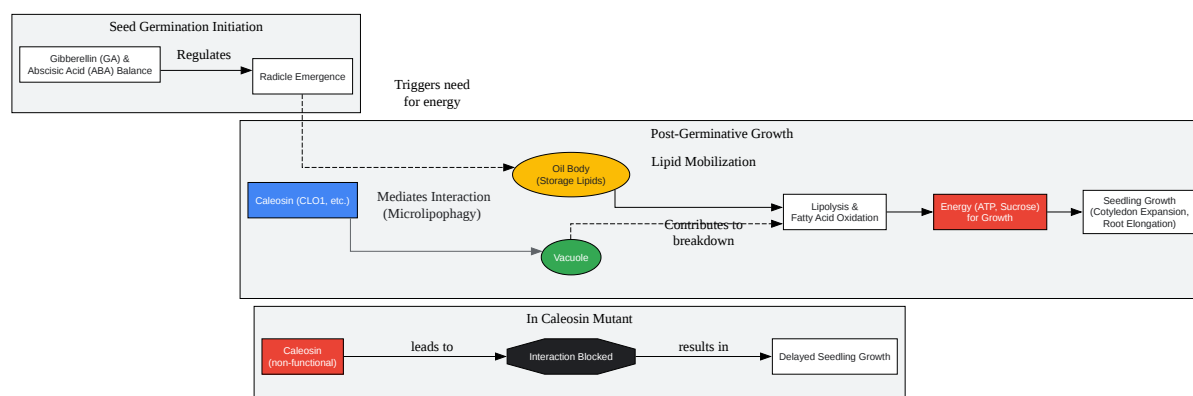 Seed Germination Initiation
Gibberellin (GA) &
Abscisic Acid (ABA) Balance
Regulates
Radicle Emergence
Triggers need
for energy
Post-Germinative Growth
Lipid Mobilization
Oil Body
(Storage Lipids)
Caleosin (CLO1, etc.)
Mediates Interaction
(Microlipophagy)
Vacuole
Contributes to
breakdown
Lipolysis &
Fatty Acid Oxidation
Energy (ATP, Sucrose)
for Growth
Seedling Growth
(Cotyledon Expansion,
Root Elongation)
In Caleosin Mutant
Caleosin
(non-functional)
leads to
Interaction Blocked
results in
Delayed Seedling Growth